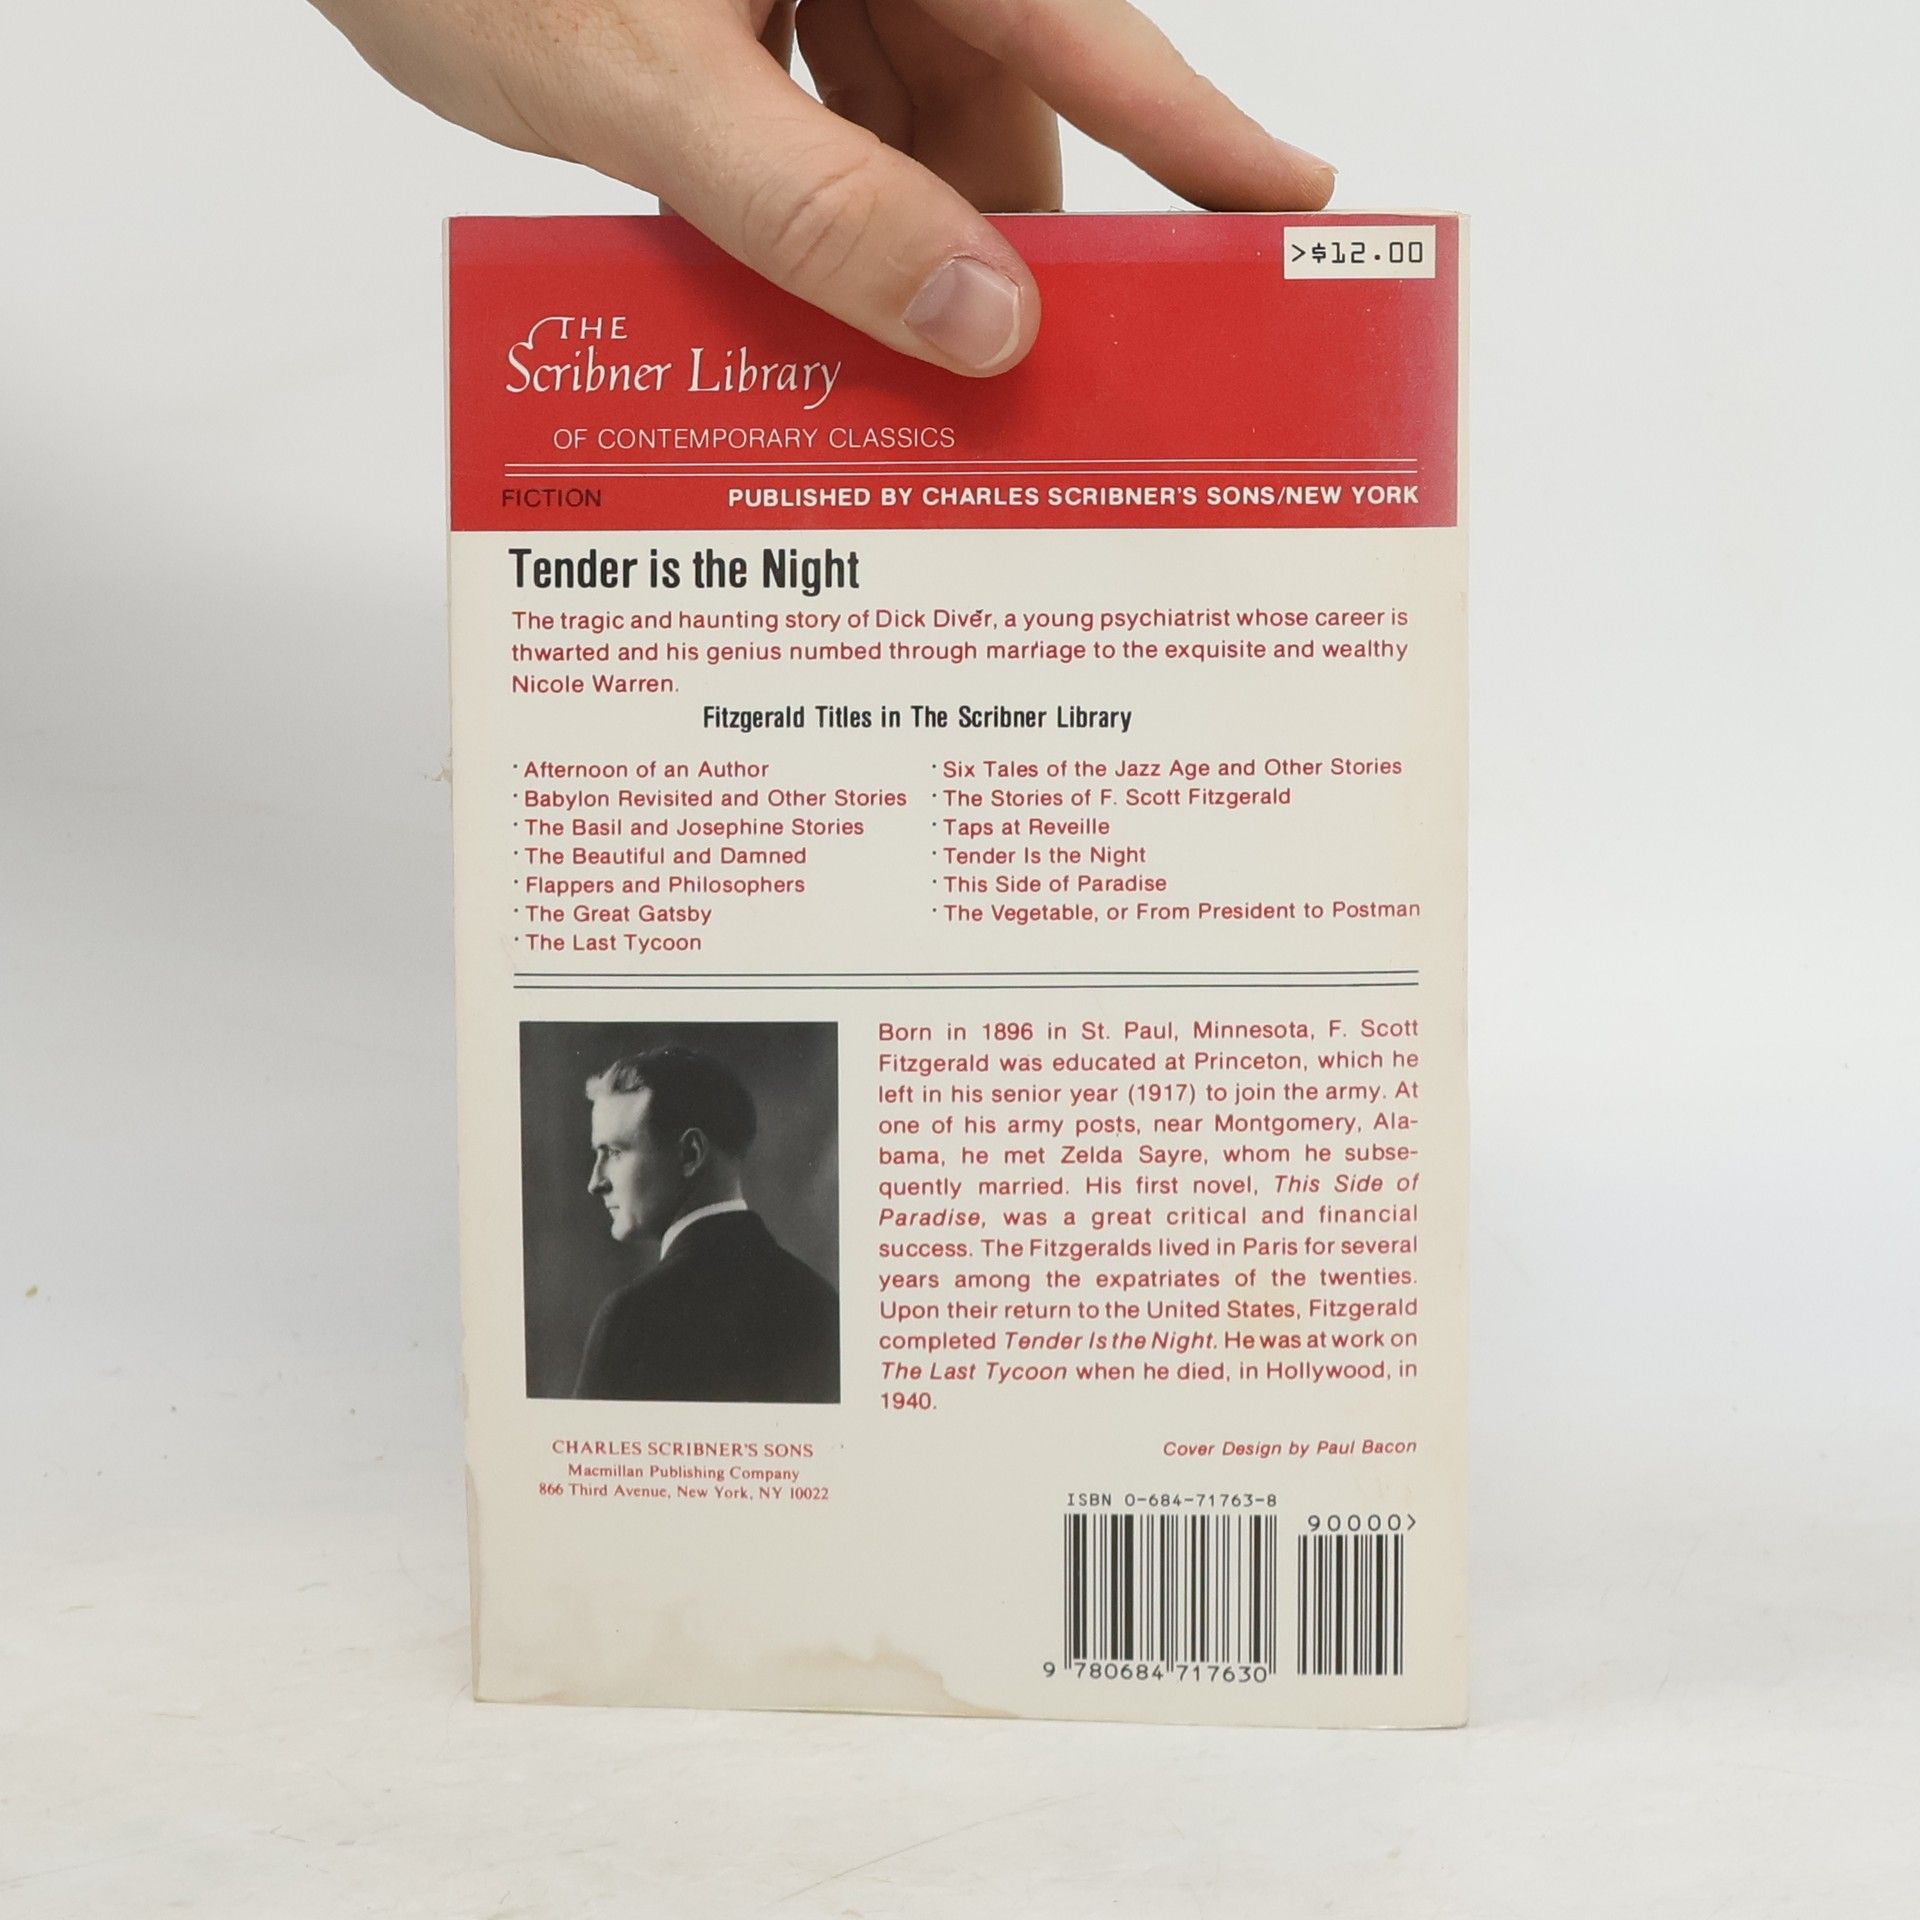 >$12.00
THE
Scribner Library
OF CONTEMPORARY CLASSICS
FICTION PUBLISHED BY CHARLES SCRIBNER'S SONS/NEW YORK
Tender is the Night
The tragic and haunting story of Dick Diver, a young psychiatrist whose career is
thwarted and his genius numbed through marriage to the exquisite and wealthy
Nicole Warren.
Fitzgerald Titles in The Scribner Library
· Afternoon of an Author
· Babylon Revisited and Other Stories
· The Basil and Josephine Stories
· The Beautiful and Damned
· Flappers and Philosophers
· The Great Gatsby
· The Last Tycoon
· Six Tales of the Jazz Age and Other Stories
· The Stories of F. Scott Fitzgerald
· Taps at Reveille
· Tender Is the Night
· This Side of Paradise
· The Vegetable, or From President to Postman
Born in 1896 in St. Paul, Minnesota, F. Scott
Fitzgerald was educated at Princeton, which he
left in his senior year (1917) to join the army. At
one of his army posts, near Montgomery, Ala-
bama, he met Zelda Sayre, whom he subse-
quently married. His first novel, This Side of
Paradise, was a great critical and financial
success. The Fitzgeralds lived in Paris for several
years among the expatriates of the twenties.
Upon their return to the United States, Fitzgerald
completed Tender Is the Night. He was at work on
The Last Tycoon when he died, in Hollywood, in
1940.
CHARLES SCRIBNER'S SONS
Macmillan Publishing Company
866 Third Avenue, New York, NY 10022
Cover Design by Paul Bacon
ISBN 0-684-71763-8
90000>
9 780684 717630